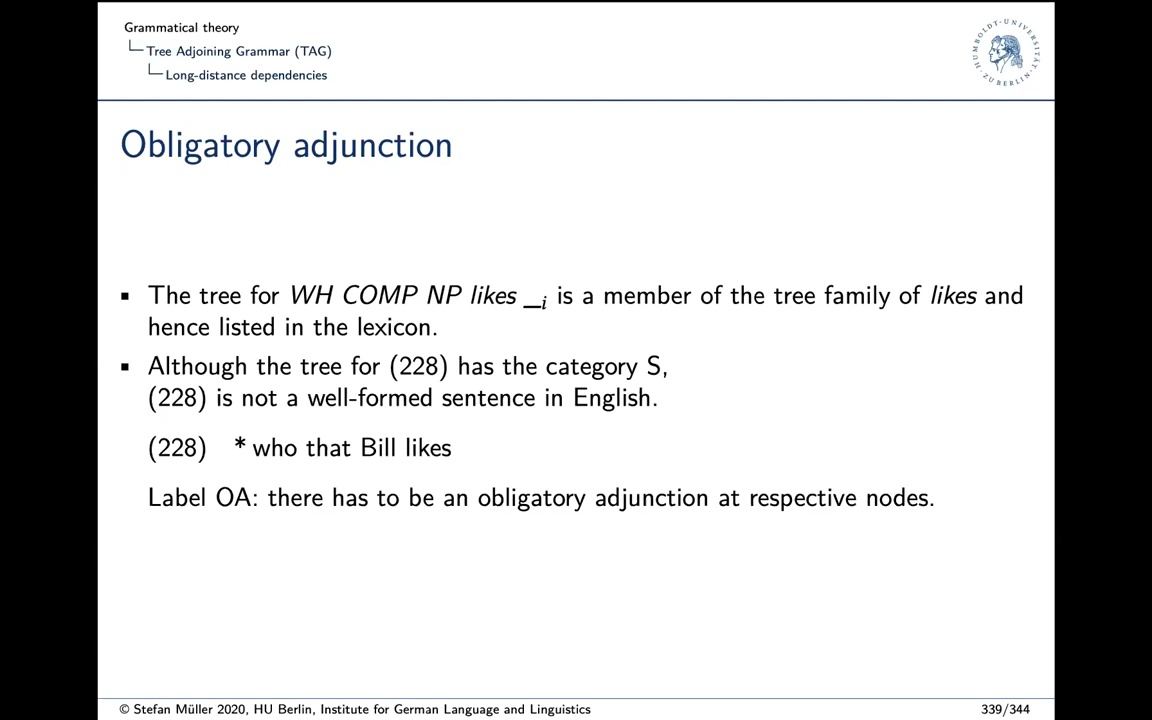 Grammatical theory
Tree Adjoining Grammar (TAG)
Long-distance dependencies
HUMBOLDT-UNIVERSITÄT
ZU BERLIN
Obligatory adjunction
▪ The tree for WH COMP NP likes _i is a member of the tree family of likes and
hence listed in the lexicon.
▪ Although the tree for (228) has the category S,
(228) is not a well-formed sentence in English.
(228) * who that Bill likes
Label OA: there has to be an obligatory adjunction at respective nodes.
© Stefan Müller 2020, HU Berlin, Institute for German Language and Linguistics
339/344